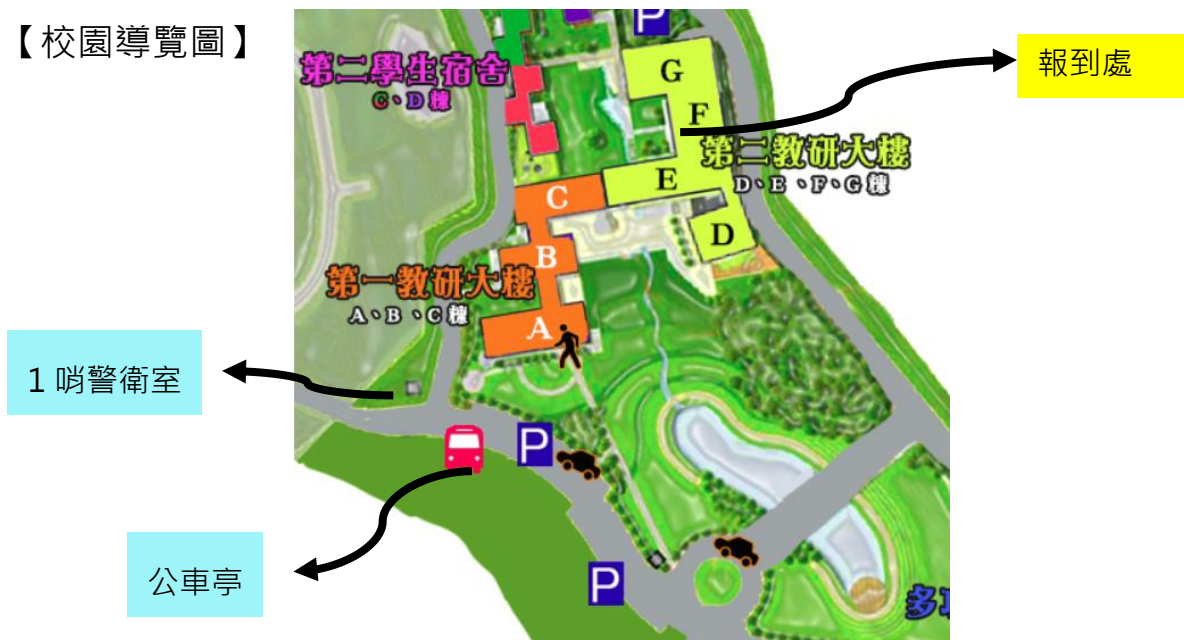 【校園導覽圖】
P
報到處
第二學生宿舍
C、D棟
G
F
第二教研大樓
D、E、F、G棟
E
C
D
B
第一教研大樓
A、B、C棟
A
1哨警衛室
P
公車亭
P